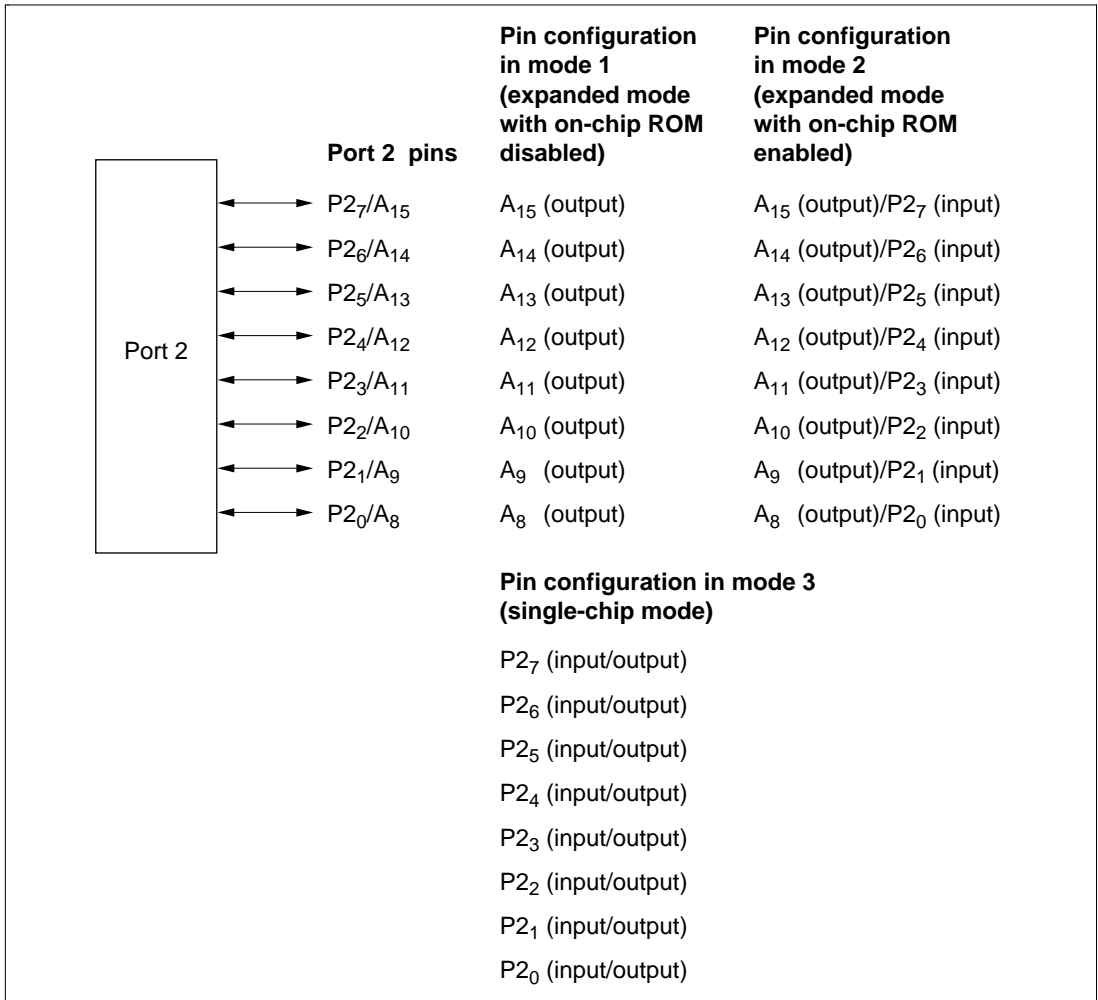 Pin configuration in mode 1 (expanded mode with on-chip ROM disabled)
Pin configuration in mode 2 (expanded mode with on-chip ROM enabled)
Port 2 pins
Port 2
P2₇/A₁₅ A₁₅ (output) A₁₅ (output)/P2₇ (input)
P2₆/A₁₄ A₁₄ (output) A₁₄ (output)/P2₆ (input)
P2₅/A₁₃ A₁₃ (output) A₁₃ (output)/P2₅ (input)
P2₄/A₁₂ A₁₂ (output) A₁₂ (output)/P2₄ (input)
P2₃/A₁₁ A₁₁ (output) A₁₁ (output)/P2₃ (input)
P2₂/A₁₀ A₁₀ (output) A₁₀ (output)/P2₂ (input)
P2₁/A₉ A₉ (output) A₉ (output)/P2₁ (input)
P2₀/A₈ A₈ (output) A₈ (output)/P2₀ (input)
Pin configuration in mode 3
(single-chip mode)
P2₇ (input/output)
P2₆ (input/output)
P2₅ (input/output)
P2₄ (input/output)
P2₃ (input/output)
P2₂ (input/output)
P2₁ (input/output)
P2₀ (input/output)